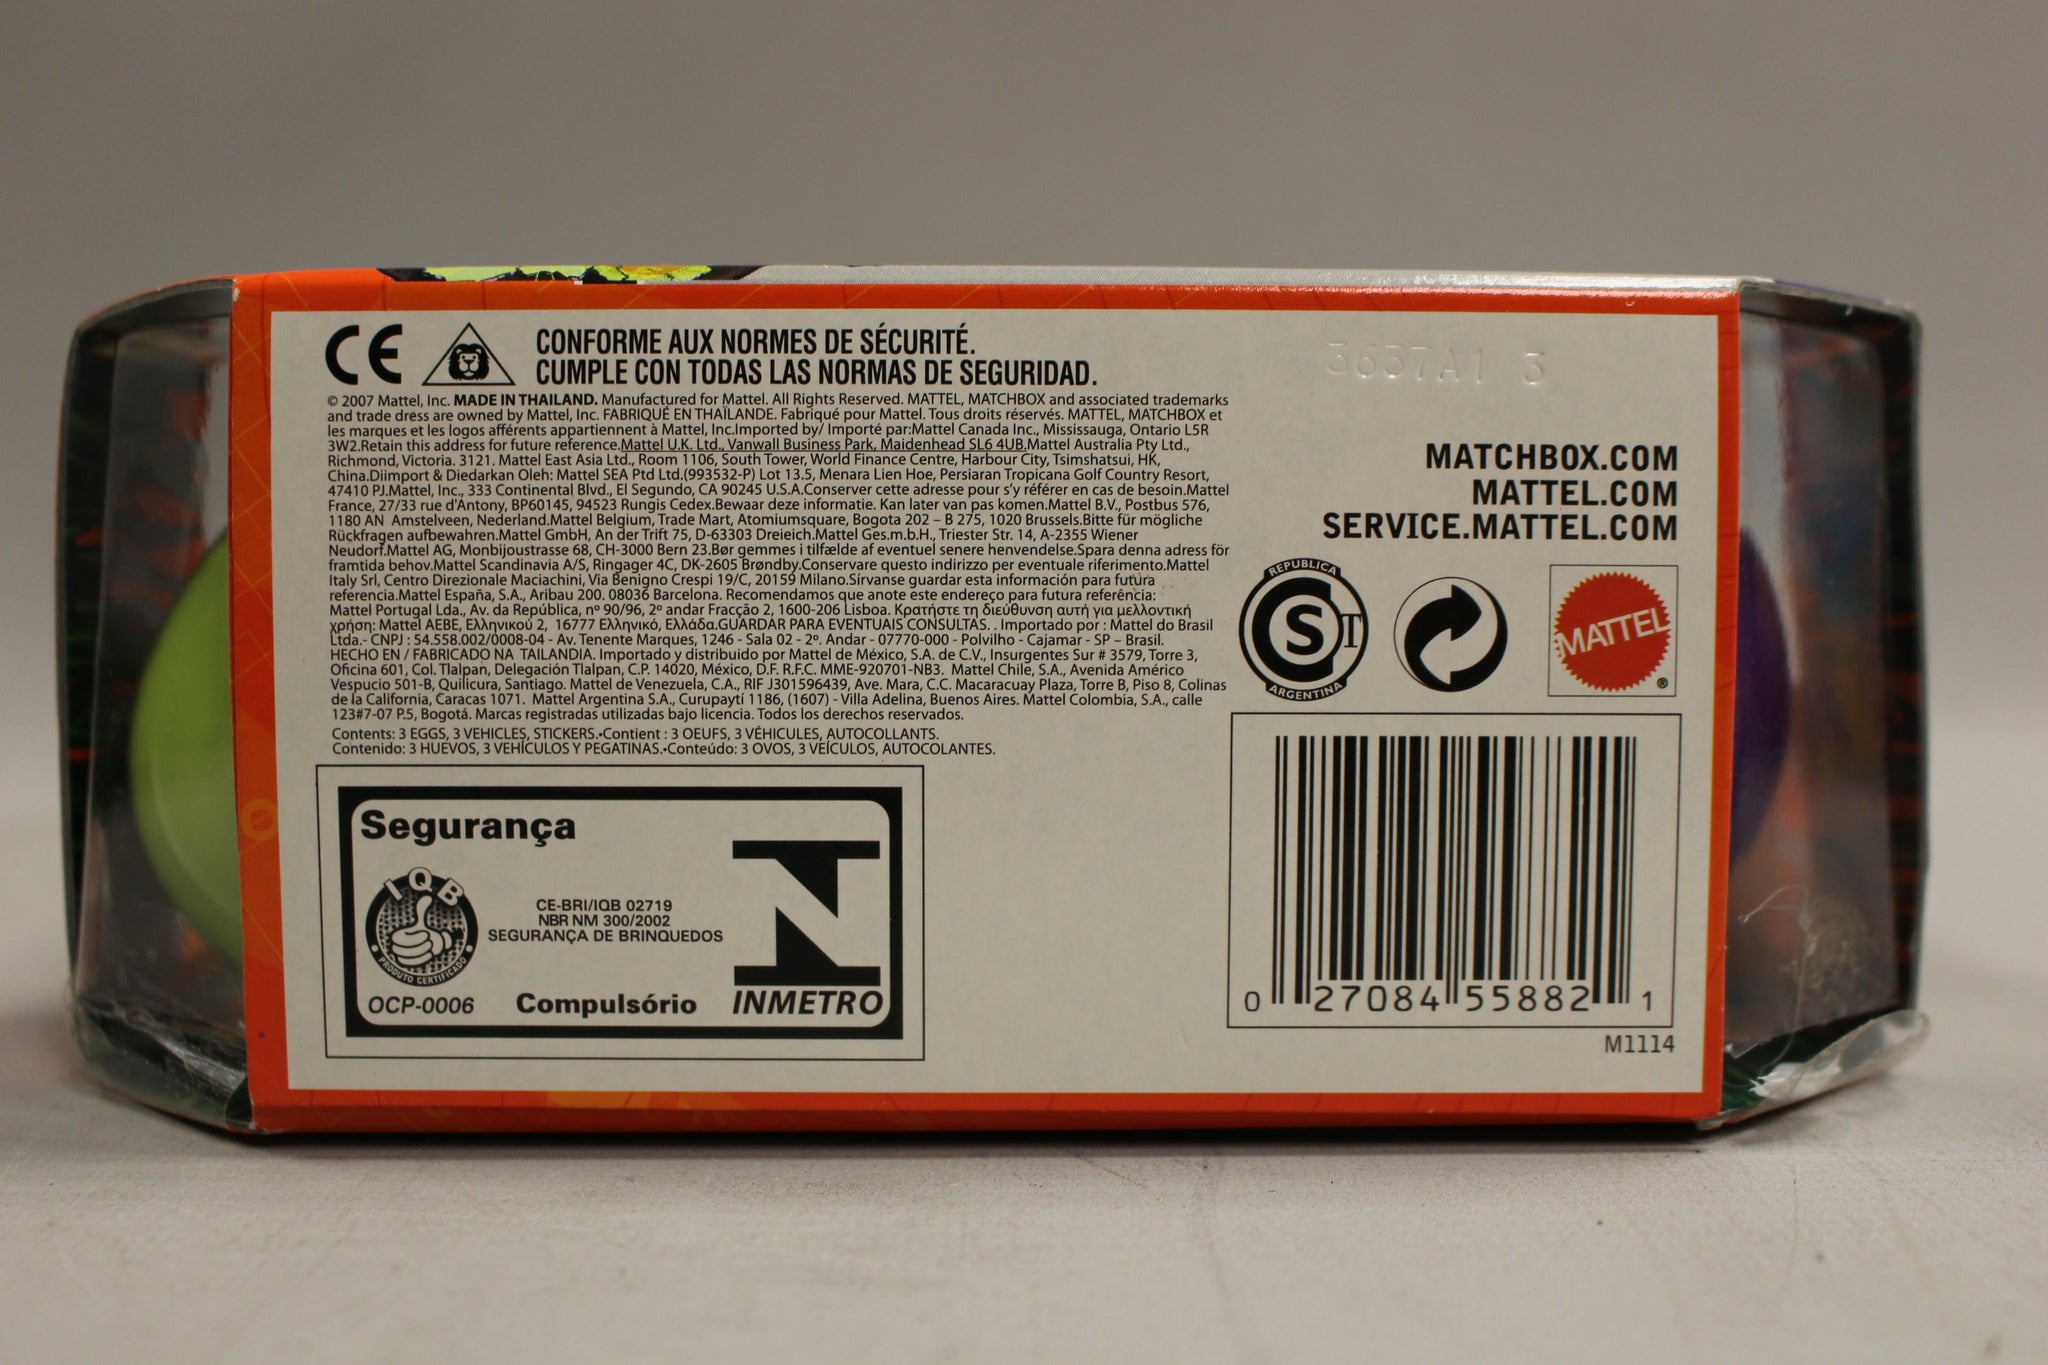 CE
CONFORME AUX NORMES DE SÉCURITÉ.
CUMPLE CON TODAS LAS NORMAS DE SEGURIDAD.
© 2007 Mattel, Inc. MADE IN THAILAND. Manufactured for Mattel. All Rights Reserved. MATTEL, MATCHBOX and associated trademarks
and trade dress are owned by Mattel, Inc. FABRIQUÉ EN THAÏLANDE. Fabriqué pour Mattel. Tous droits réservés. MATTEL, MATCHBOX et
les marques et les logos afférents appartiennent à Mattel, Inc.Imported by/ Importé par:Mattel Canada Inc., Mississauga, Ontario L5R
3W2.Retain this address for future reference.Mattel U.K. Ltd., Vanwall Business Park, Maidenhead SL6 4UB.Mattel Australia Pty Ltd.,
Richmond, Victoria. 3121. Mattel East Asia Ltd., Room 1106, South Tower, World Finance Centre, Harbour City, Tsimshatsui, HK,
China.Diimport & Diedarkan Oleh: Mattel SEA Ptd Ltd.(993532-P) Lot 13.5, Menara Lien Hoe, Persiaran Tropicana Golf Country Resort,
47410 PJ.Mattel, Inc., 333 Continental Blvd., El Segundo, CA 90245 U.S.A.Conserver cette adresse pour s'y référer en cas de besoin.Mattel
France, 27/33 rue d'Antony, BP60145, 94523 Rungis Cedex.Bewaar deze informatie. Kan later van pas komen.Mattel B.V., Postbus 576,
1180 AN Amstelveen, Nederland.Mattel Belgium, Trade Mart, Atomiumsquare, Bogota 202 – B 275, 1020 Brussels.Bitte für mögliche
Rückfragen aufbewahren.Mattel GmbH, An der Trift 75, D-63303 Dreieich.Mattel Ges.m.b.H., Triester Str. 14, A-2355 Wiener
Neudorf.Mattel AG, Monbijoustrasse 68, CH-3000 Bern 23.Bør gemmes i tilfælde af eventuel senere henvendelse.Spara denna adress för
framtida behov.Mattel Scandinavia A/S, Ringager 4C, DK-2605 Brøndby.Conservare questo indirizzo per eventuale riferimento.Mattel
Italy Srl, Centro Direzionale Maciachini, Via Benigno Crespi 19/C, 20159 Milano.Sírvanse guardar esta información para futura
referencia.Mattel España, S.A., Aribau 200. 08036 Barcelona. Recomendamos que anote este endereço para futura referência:
Mattel Portugal Lda., Av. da República, nº 90/96, 2º andar Fracção 2, 1600-206 Lisboa. Κρατήστε τη διεύθυνση αυτή για μελλοντική
χρήση: Mattel AEBE, Ελληνικού 2, 16777 Ελληνικό, Ελλάδα.GUARDAR PARA EVENTUAIS CONSULTAS. . Importado por : Mattel do Brasil
Ltda.- CNPJ : 54.558.002/0008-04 - Av. Tenente Marques, 1246 - Sala 02 - 2º. Andar - 07770-000 - Polvilho - Cajamar - SP – Brasil.
HECHO EN / FABRICADO NA TAILANDIA. Importado y distribuido por Mattel de México, S.A. de C.V., Insurgentes Sur # 3579, Torre 3,
Oficina 601, Col. Tlalpan, Delegación Tlalpan, C.P. 14020, México, D.F. R.F.C. MME-920701-NB3. Mattel Chile, S.A., Avenida Américo
Vespucio 501-B, Quilicura, Santiago. Mattel de Venezuela, C.A., RIF J301596439, Ave. Mara, C.C. Macaracuay Plaza, Torre B, Piso 8, Colinas
de la California, Caracas 1071. Mattel Argentina S.A., Curupaytí 1186, (1607) - Villa Adelina, Buenos Aires. Mattel Colombia, S.A., calle
123#7-07 P.5, Bogotá. Marcas registradas utilizadas bajo licencia. Todos los derechos reservados.
Contents: 3 EGGS, 3 VEHICLES, STICKERS.•Contient : 3 OEUFS, 3 VÉHICULES, AUTOCOLLANTS.
Contenido: 3 HUEVOS, 3 VEHÍCULOS Y PEGATINAS.•Conteúdo: 3 OVOS, 3 VEÍCULOS, AUTOCOLANTES.
Segurança
IQB
PRODUTO CERTIFICADO
CE-BRI/IQB 02719
NBR NM 300/2002
SEGURANÇA DE BRINQUEDOS
OCP-0006
Compulsório
INMETRO
3637A1 3
MATCHBOX.COM
MATTEL.COM
SERVICE.MATTEL.COM
REPUBLICA
CST
ARGENTINA
MATTEL
®
0 27084 55882 1
M1114